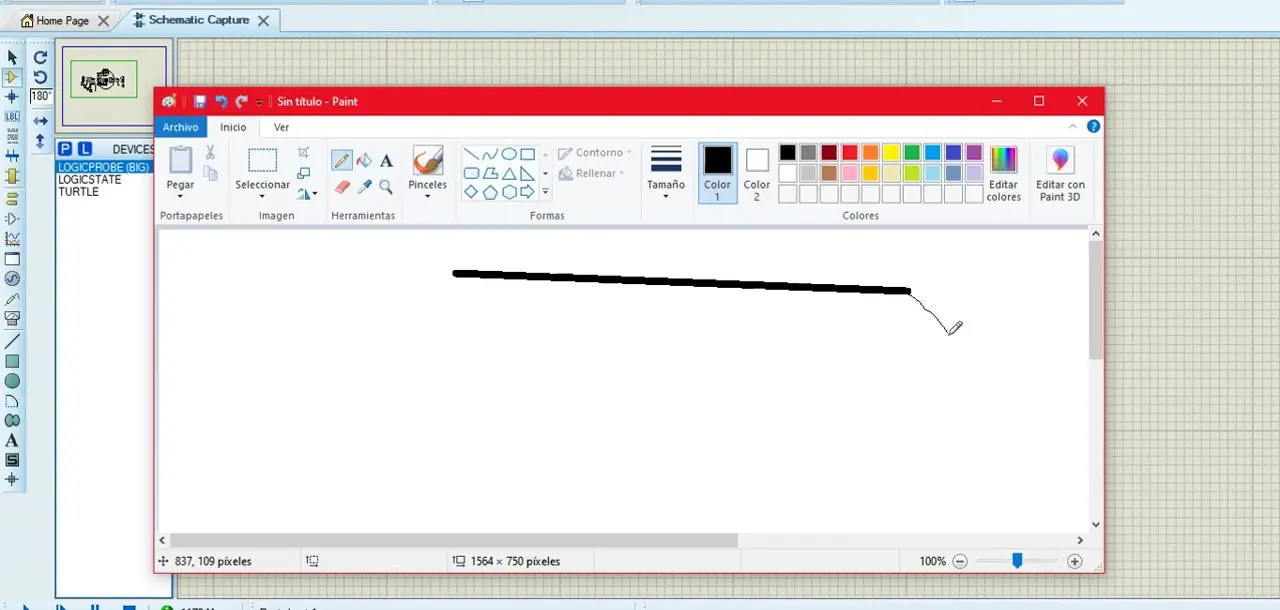 Home Page
Schematic Capture
180°
LBL
P L DEVICES
LOGICPROBE (BIG)
LOGICSTATE
TURTLE
A
S
Sin título - Paint
Archivo Inicio Ver
?
Pegar
Seleccionar
A
Pinceles
Contorno
Rellenar
Tamaño
Color
1
Color
2
Editar
colores
Editar con
Paint 3D
Portapapeles Imagen Herramientas Formas Colores
837, 109 píxeles
1564 × 750 píxeles
100%